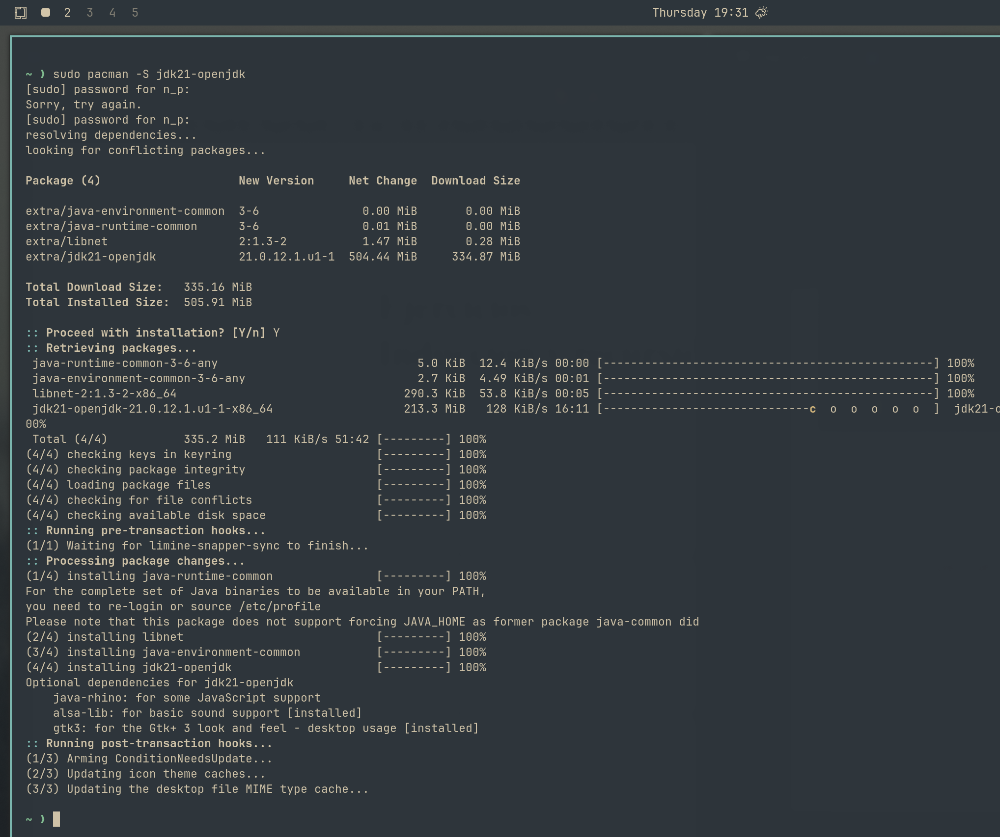 2 3 4 5 Thursday 19:31
~ ❯ sudo pacman -S jdk21-openjdk
[sudo] password for n_p:
Sorry, try again.
[sudo] password for n_p:
resolving dependencies...
looking for conflicting packages...
Package (4) New Version Net Change Download Size
extra/java-environment-common 3-6 0.00 MiB 0.00 MiB
extra/java-runtime-common 3-6 0.01 MiB 0.00 MiB
extra/libnet 2:1.3-2 1.47 MiB 0.28 MiB
extra/jdk21-openjdk 21.0.12.1.u1-1 504.44 MiB 334.87 MiB
Total Download Size: 335.16 MiB
Total Installed Size: 505.91 MiB
:: Proceed with installation? [Y/n] Y
:: Retrieving packages...
java-runtime-common-3-6-any 5.0 KiB 12.4 KiB/s 00:00 [------------------------------------------------] 100%
java-environment-common-3-6-any 2.7 KiB 4.49 KiB/s 00:01 [------------------------------------------------] 100%
libnet-2:1.3-2-x86_64 290.3 KiB 53.8 KiB/s 00:05 [------------------------------------------------] 100%
jdk21-openjdk-21.0.12.1.u1-1-x86_64 213.3 MiB 128 KiB/s 16:11 [------------------------------c  o  o  o  o  o  ] jdk21-o
00%
Total (4/4) 335.2 MiB 111 KiB/s 51:42 [---------] 100%
(4/4) checking keys in keyring [---------] 100%
(4/4) checking package integrity [---------] 100%
(4/4) loading package files [---------] 100%
(4/4) checking for file conflicts [---------] 100%
(4/4) checking available disk space [---------] 100%
:: Running pre-transaction hooks...
(1/1) Waiting for limine-snapper-sync to finish...
:: Processing package changes...
(1/4) installing java-runtime-common [---------] 100%
For the complete set of Java binaries to be available in your PATH,
you need to re-login or source /etc/profile
Please note that this package does not support forcing JAVA_HOME as former package java-common did
(2/4) installing libnet [---------] 100%
(3/4) installing java-environment-common [---------] 100%
(4/4) installing jdk21-openjdk [---------] 100%
Optional dependencies for jdk21-openjdk
java-rhino: for some JavaScript support
alsa-lib: for basic sound support [installed]
gtk3: for the Gtk+ 3 look and feel - desktop usage [installed]
:: Running post-transaction hooks...
(1/3) Arming ConditionNeedsUpdate...
(2/3) Updating icon theme caches...
(3/3) Updating the desktop file MIME type cache...
~ ❯